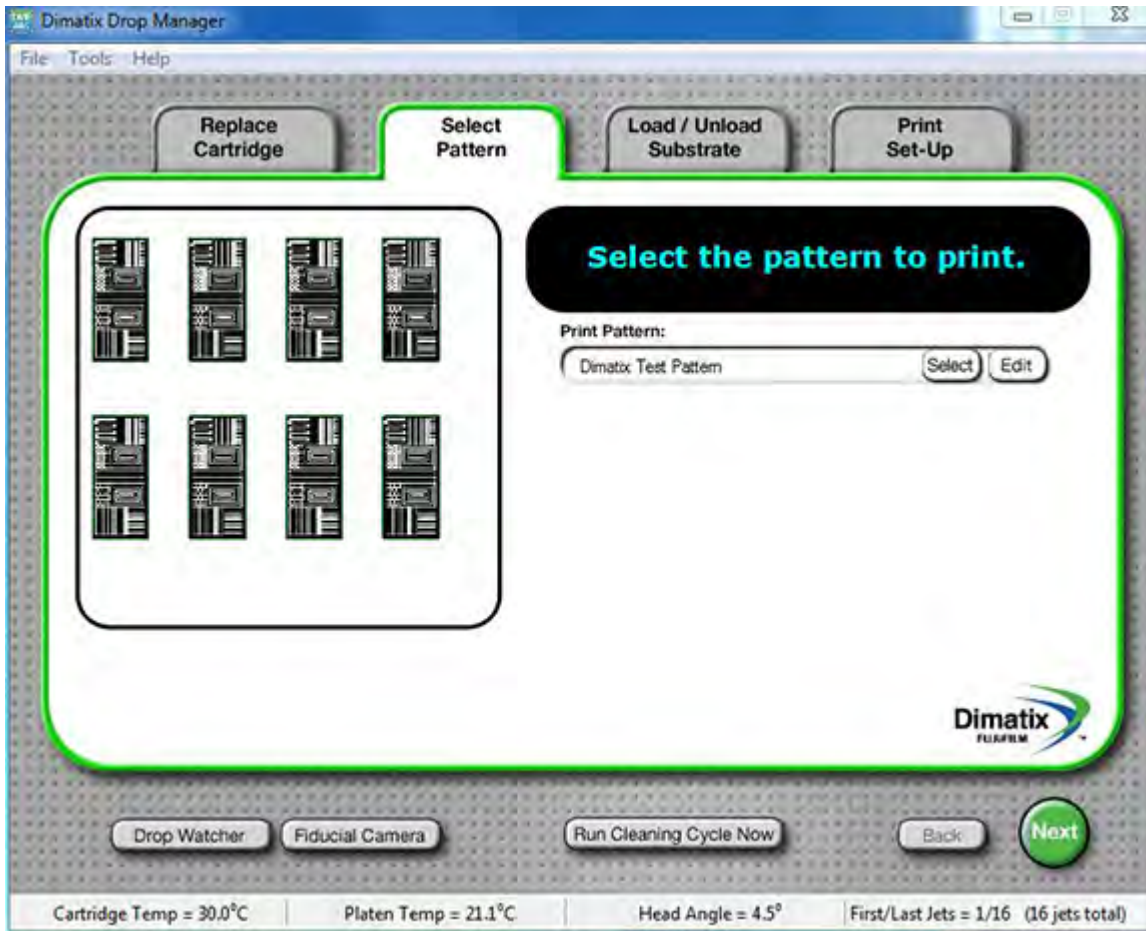 Dimatix Drop Manager
File Tools Help
Replace
Cartridge
Select
Pattern
Load / Unload
Substrate
Print
Set-Up
Select the pattern to print.
Print Pattern:
Dimatix Test Pattern
Select
Edit
Dimatix
FUJIFILM
™
Drop Watcher
Fiducial Camera
Run Cleaning Cycle Now
Back
Next
Cartridge Temp = 30.0°C
Platen Temp = 21.1°C
Head Angle = 4.5°
First/Last Jets = 1/16 (16 jets total)